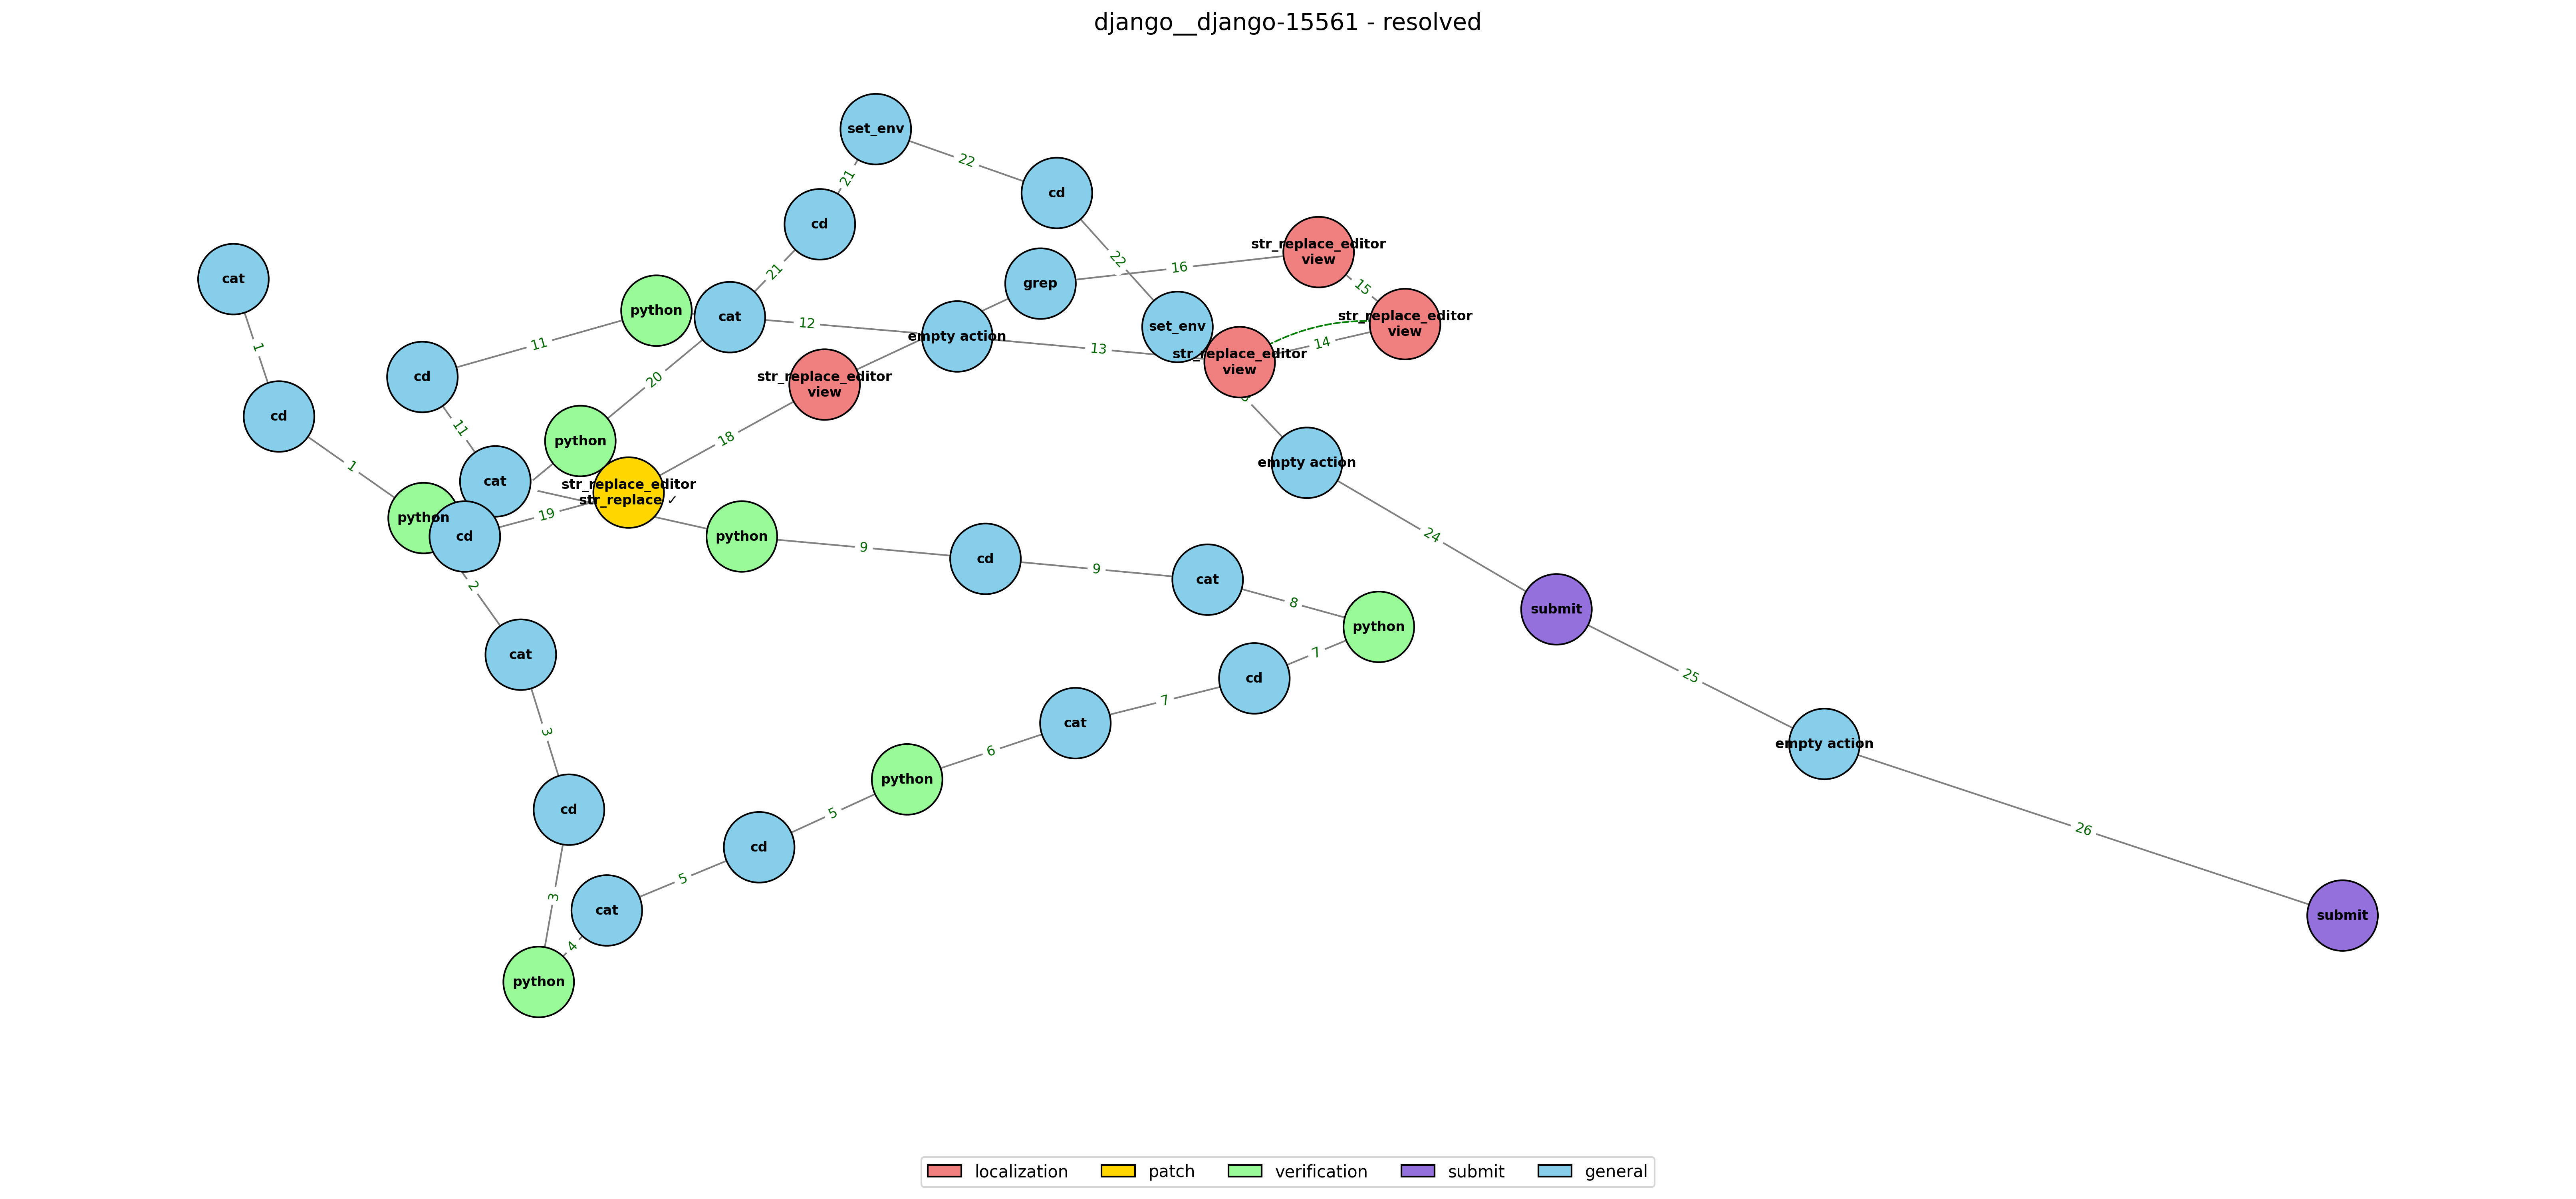 django__django-15561 - resolved
set_env
22
cd
21
cd
22
21
cat
1
cd
1
python
cd
11
python
11
cat
12
empty action
13
grep
16
str_replace_editor
view
15
str_replace_editor
view
14
set_env
str_replace_editor
view
str_replace_editor
view
18
20
python
cat
str_replace_editor
str_replace ✓
19
cd
2
python
9
cd
9
cat
8
python
7
cd
7
cat
6
python
5
cd
5
cat
4
python
3
cd
3
cat
empty action
24
submit
25
empty action
26
submit
localization
patch
verification
submit
general